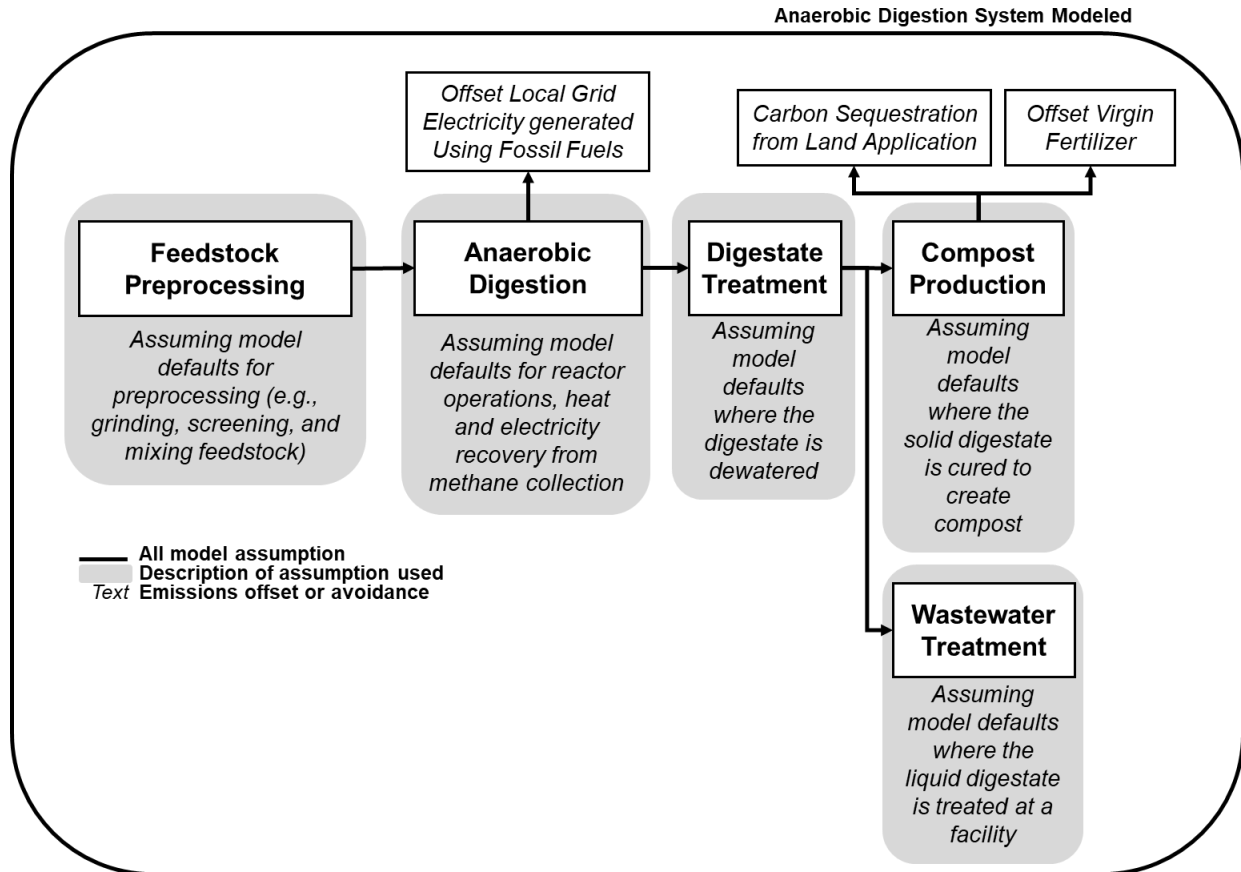 Anaerobic Digestion System Modeled
Offset Local Grid
Electricity generated
Using Fossil Fuels
Carbon Sequestration
from Land Application
Offset Virgin
Fertilizer
Feedstock
Preprocessing
Assuming model
defaults for
preprocessing (e.g.,
grinding, screening, and
mixing feedstock)
Anaerobic
Digestion
Assuming model
defaults for reactor
operations, heat
and electricity
recovery from
methane collection
Digestate
Treatment
Assuming
model
defaults
where the
digestate is
dewatered
Compost
Production
Assuming
model
defaults
where the
solid digestate
is cured to
create
compost
All model assumption
Description of assumption used
Text Emissions offset or avoidance
Wastewater
Treatment
Assuming
model defaults
where the
liquid digestate
is treated at a
facility